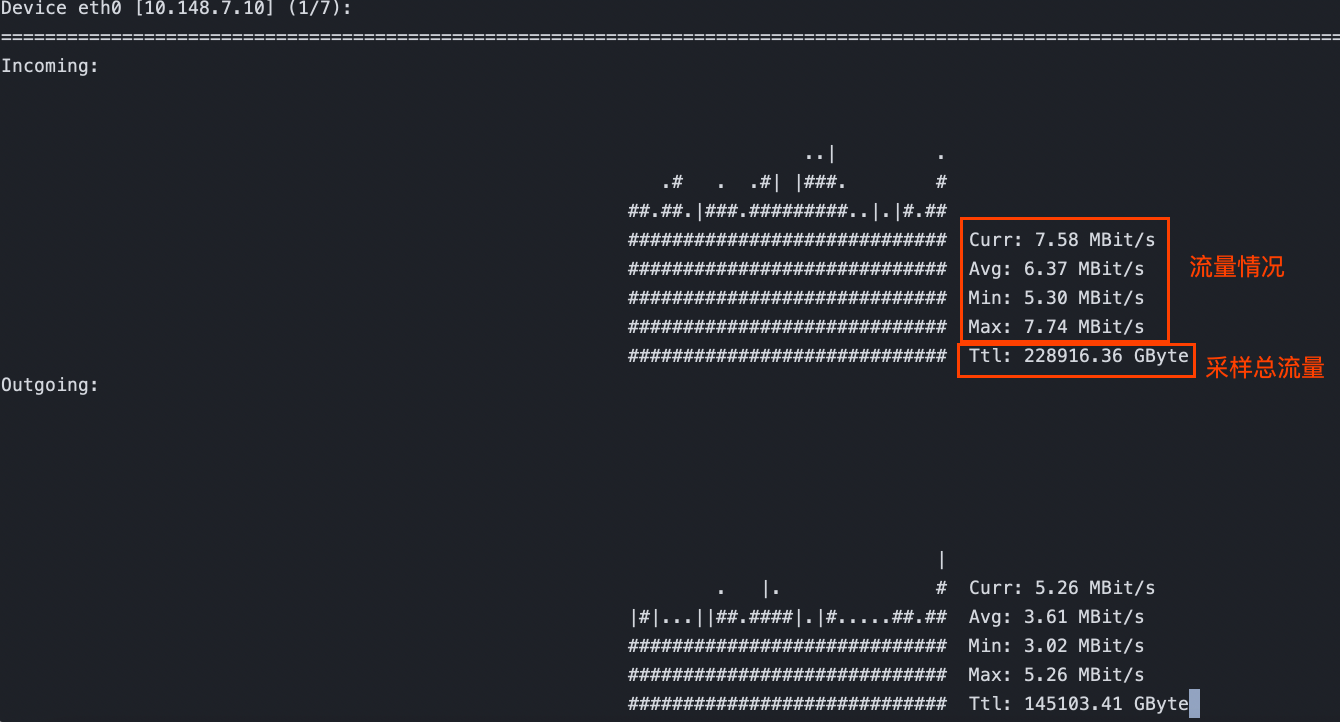 Device eth0 [10.148.7.10] (1/7):
==========================================================================================================================
Incoming:
..|         .
.#   .  .#| |###.        #
##.##.|###.#########..|.|#.##
############################# Curr: 7.58 MBit/s
############################# Avg: 6.37 MBit/s
流量情况
############################# Min: 5.30 MBit/s
############################# Max: 7.74 MBit/s
############################# Ttl: 228916.36 GByte
采样总流量
Outgoing:
|
.   |.              # Curr: 5.26 MBit/s
|#|...||##.####|.|#.....##.## Avg: 3.61 MBit/s
############################# Min: 3.02 MBit/s
############################# Max: 5.26 MBit/s
############################# Ttl: 145103.41 GByte